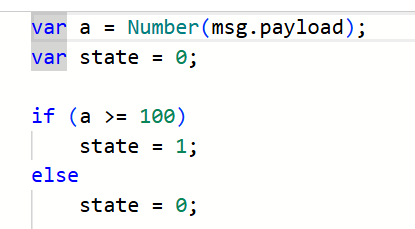 var a = Number(msg.payload);
var state = 0;
if (a >= 100)
    state = 1;
else
    state = 0;